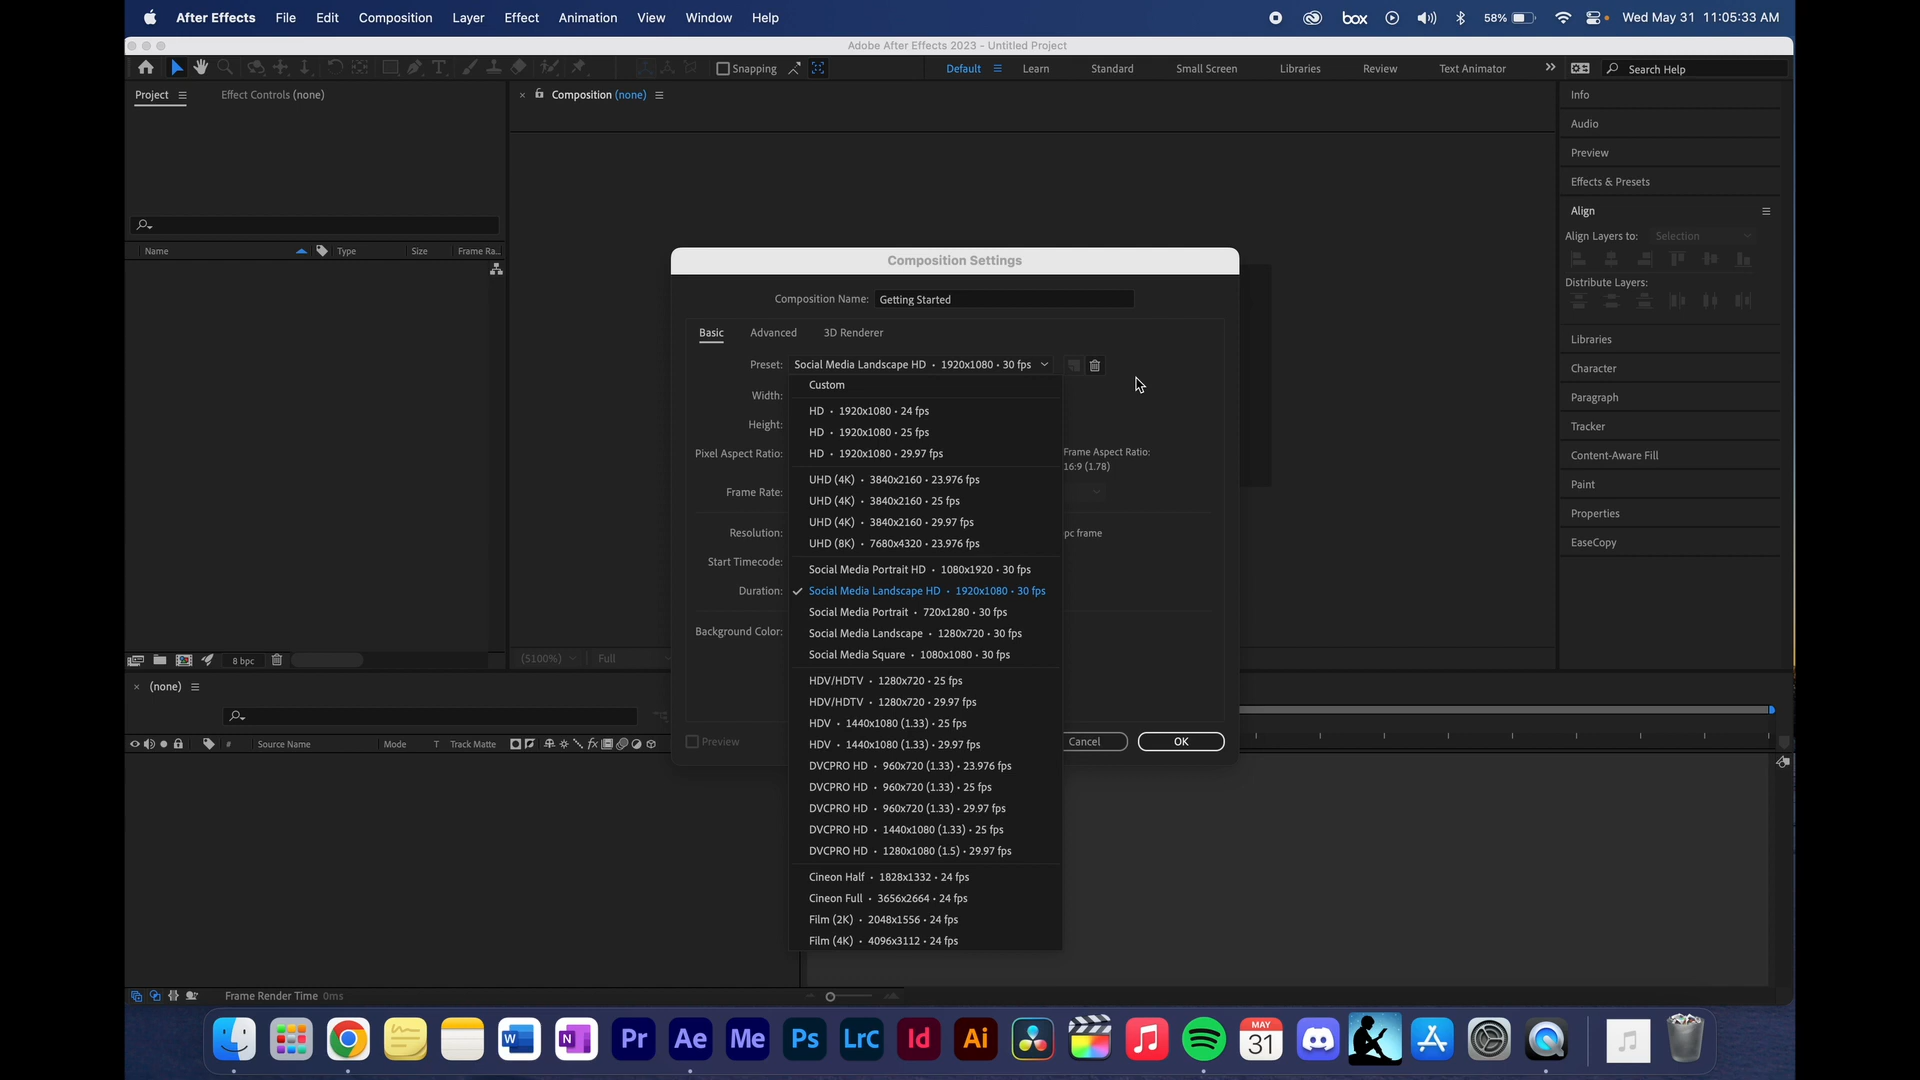 After Effects File Edit Composition Layer Effect Animation View Window Help
box 58% Wed May 31 11:05:33 AM
Adobe After Effects 2023 - Untitled Project
Snapping
Default Learn Standard Small Screen Libraries Review Text Animator
Search Help
Project
Effect Controls (none)
Composition (none)
Name Type Size Frame Ra...
8 bpc
(5100%) Full
Composition Settings
Composition Name: Getting Started
Basic Advanced 3D Renderer
Preset: Social Media Landscape HD • 1920x1080 • 30 fps
Width:
Height:
Pixel Aspect Ratio:
Frame Aspect Ratio:
16:9 (1.78)
Frame Rate:
Resolution:
pc frame
Start Timecode:
Duration:
Background Color:
Preview
Cancel
OK
Custom
HD • 1920x1080 • 24 fps
HD • 1920x1080 • 25 fps
HD • 1920x1080 • 29.97 fps
UHD (4K) • 3840x2160 • 23.976 fps
UHD (4K) • 3840x2160 • 25 fps
UHD (4K) • 3840x2160 • 29.97 fps
UHD (8K) • 7680x4320 • 23.976 fps
Social Media Portrait HD • 1080x1920 • 30 fps
Social Media Landscape HD • 1920x1080 • 30 fps
Social Media Portrait • 720x1280 • 30 fps
Social Media Landscape • 1280x720 • 30 fps
Social Media Square • 1080x1080 • 30 fps
HDV/HDTV • 1280x720 • 25 fps
HDV/HDTV • 1280x720 • 29.97 fps
HDV • 1440x1080 (1.33) • 25 fps
HDV • 1440x1080 (1.33) • 29.97 fps
DVCPRO HD • 960x720 (1.33) • 23.976 fps
DVCPRO HD • 960x720 (1.33) • 25 fps
DVCPRO HD • 960x720 (1.33) • 29.97 fps
DVCPRO HD • 1440x1080 (1.33) • 25 fps
DVCPRO HD • 1280x1080 (1.5) • 29.97 fps
Cineon Half • 1828x1332 • 24 fps
Cineon Full • 3656x2664 • 24 fps
Film (2K) • 2048x1556 • 24 fps
Film (4K) • 4096x3112 • 24 fps
Info
Audio
Preview
Effects & Presets
Align
Align Layers to: Selection
Distribute Layers:
Libraries
Character
Paragraph
Tracker
Content-Aware Fill
Paint
Properties
EaseCopy
(none)
# Source Name Mode T Track Matte fx
Frame Render Time 0ms
W N Pr Ae Me Ps LrC Id Ai
MAY
31